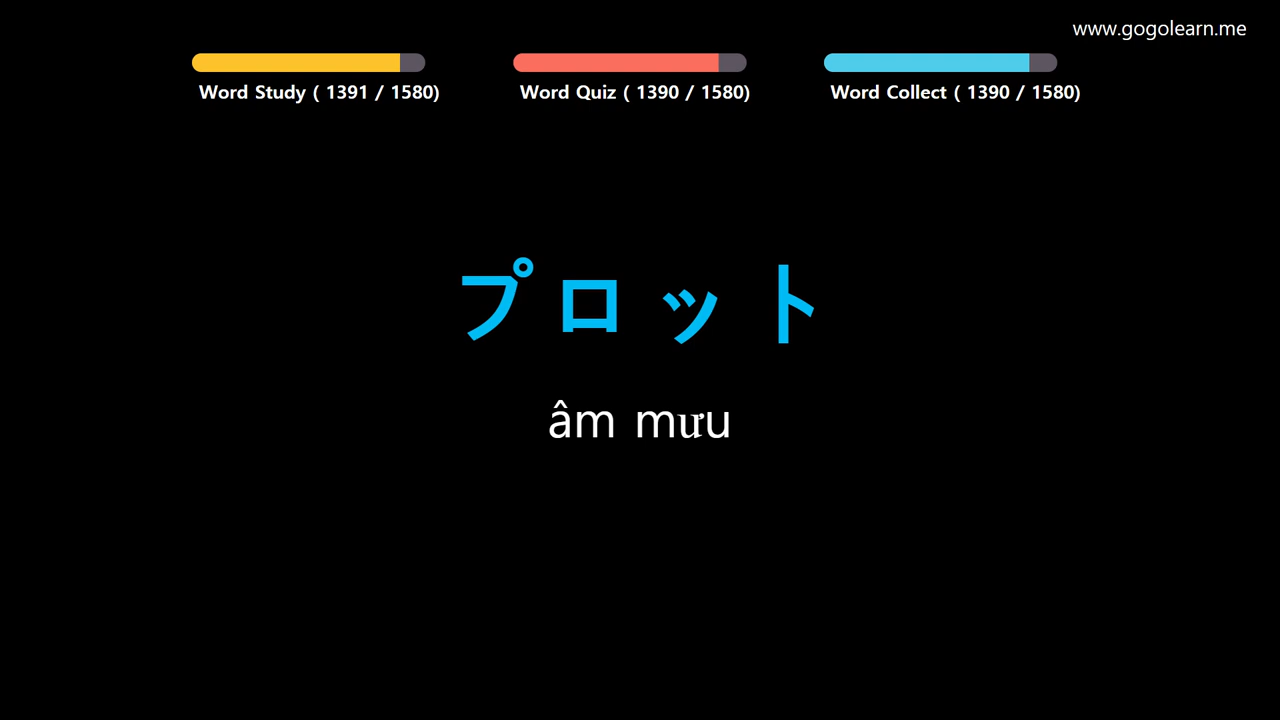 www.gogolearn.me
Word Study ( 1391 / 1580)
Word Quiz ( 1390 / 1580)
Word Collect ( 1390 / 1580)
プロット
âm mưu